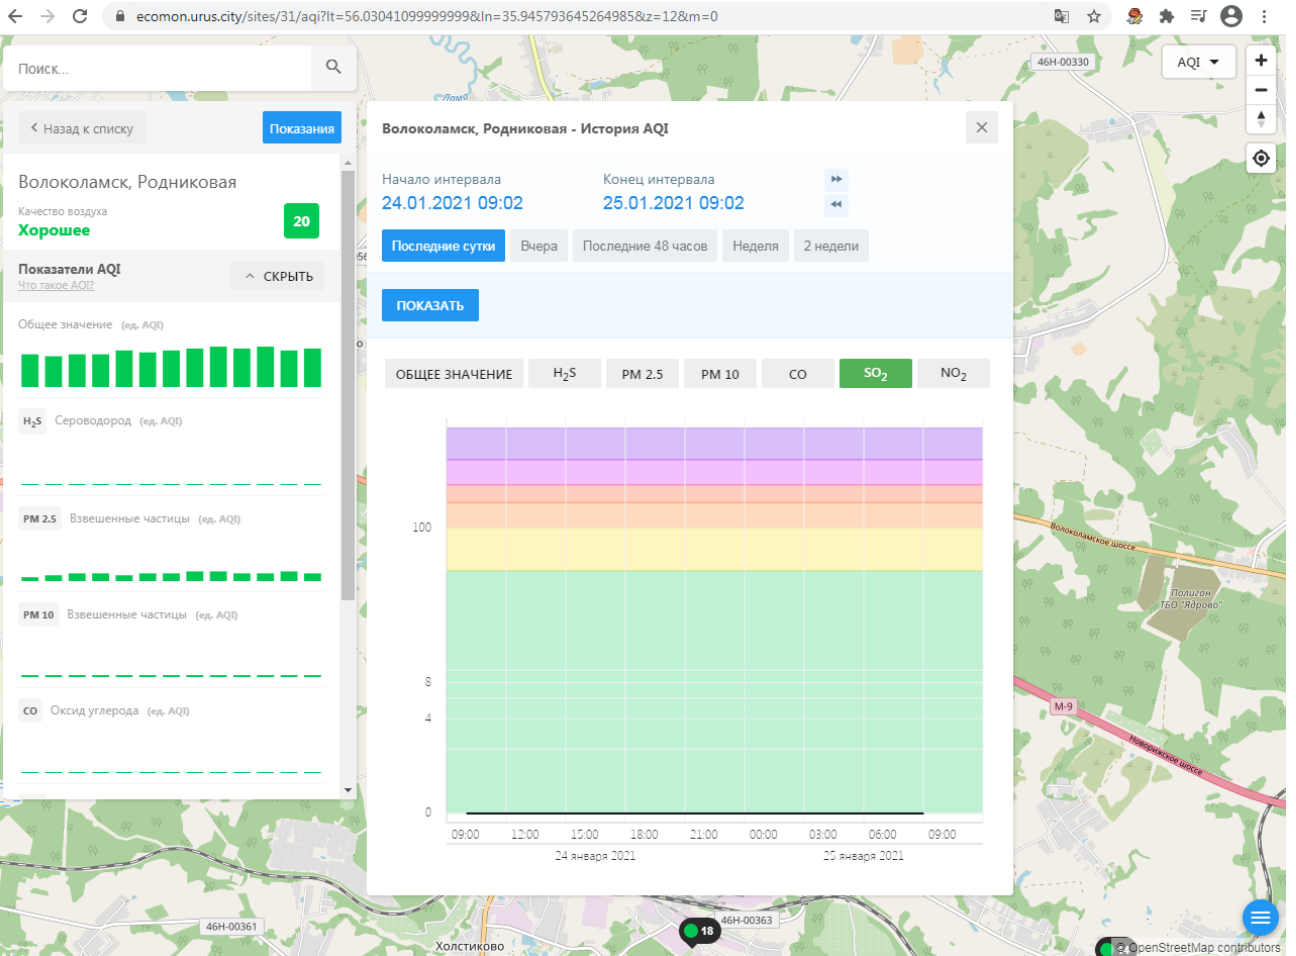 ecomon.urus.city/sites/31/aqi?lt=56.03041099999999&ln=35.945793645264985&z=12&m=0
Поиск...
46Н-00330
AQI
Назад к списку
Показания
Волоколамск, Родниковая
Качество воздуха
Хорошее
20
Показатели AQI
Что такое AQI?
СКРЫТЬ
Общее значение (ед. AQI)
H₂S Сероводород (ед. AQI)
PM 2.5 Взвешенные частицы (ед. AQI)
PM 10 Взвешенные частицы (ед. AQI)
CO Оксид углерода (ед. AQI)
Волоколамск, Родниковая - История AQI
Начало интервала Конец интервала
24.01.2021 09:02 25.01.2021 09:02
Последние сутки Вчера Последние 48 часов Неделя 2 недели
ПОКАЗАТЬ
ОБЩЕЕ ЗНАЧЕНИЕ H₂S PM 2.5 PM 10 CO SO₂ NO₂
100
8
4
0
09:00 12:00 15:00 18:00 21:00 00:00 03:00 06:00 09:00
24 января 2021 25 января 2021
Волоколамское шоссе
Полигон
ТБО "Ядрово"
М-9
Новорижское шоссе
46Н-00361
46Н-00363
18
Холстиково
© OpenStreetMap contributors